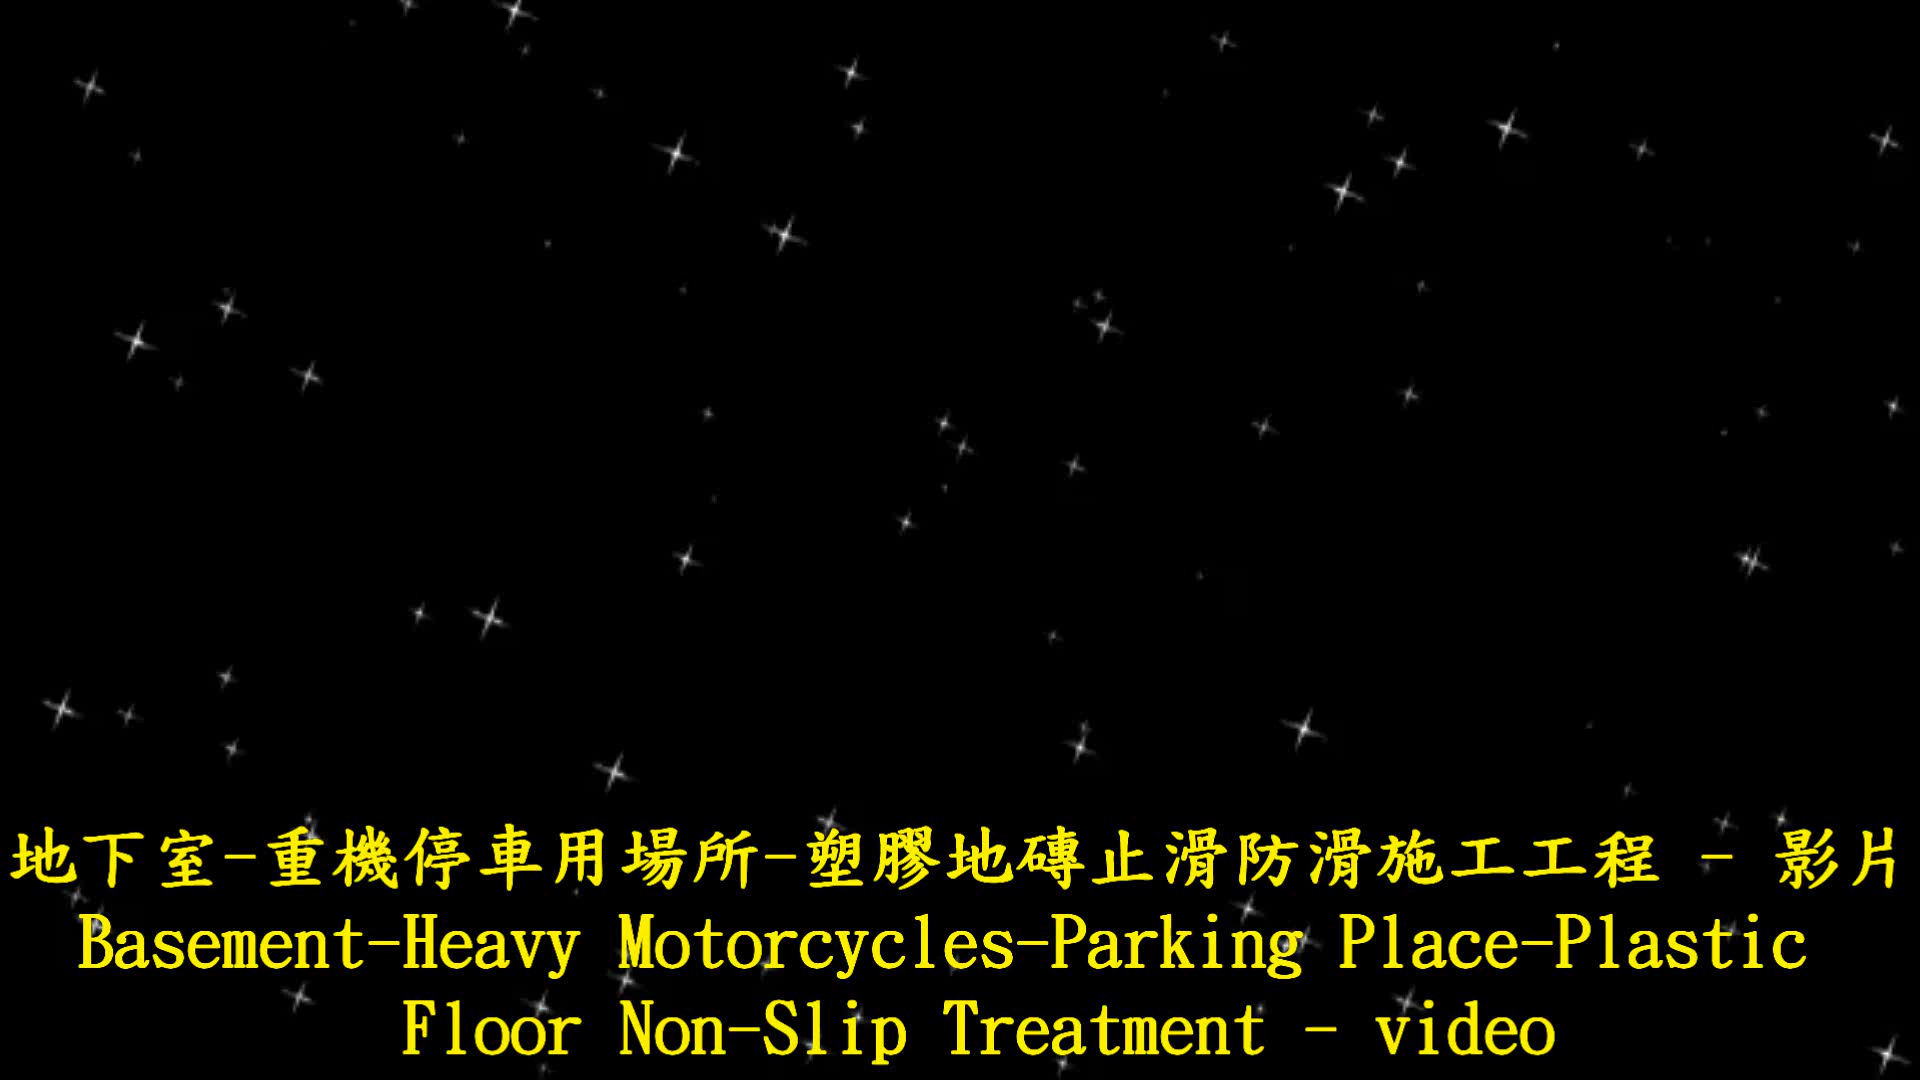 地下室-重機停車用場所-塑膠地磚止滑防滑施工工程 - 影片
Basement-Heavy Motorcycles-Parking Place-Plastic
Floor Non-Slip Treatment - video